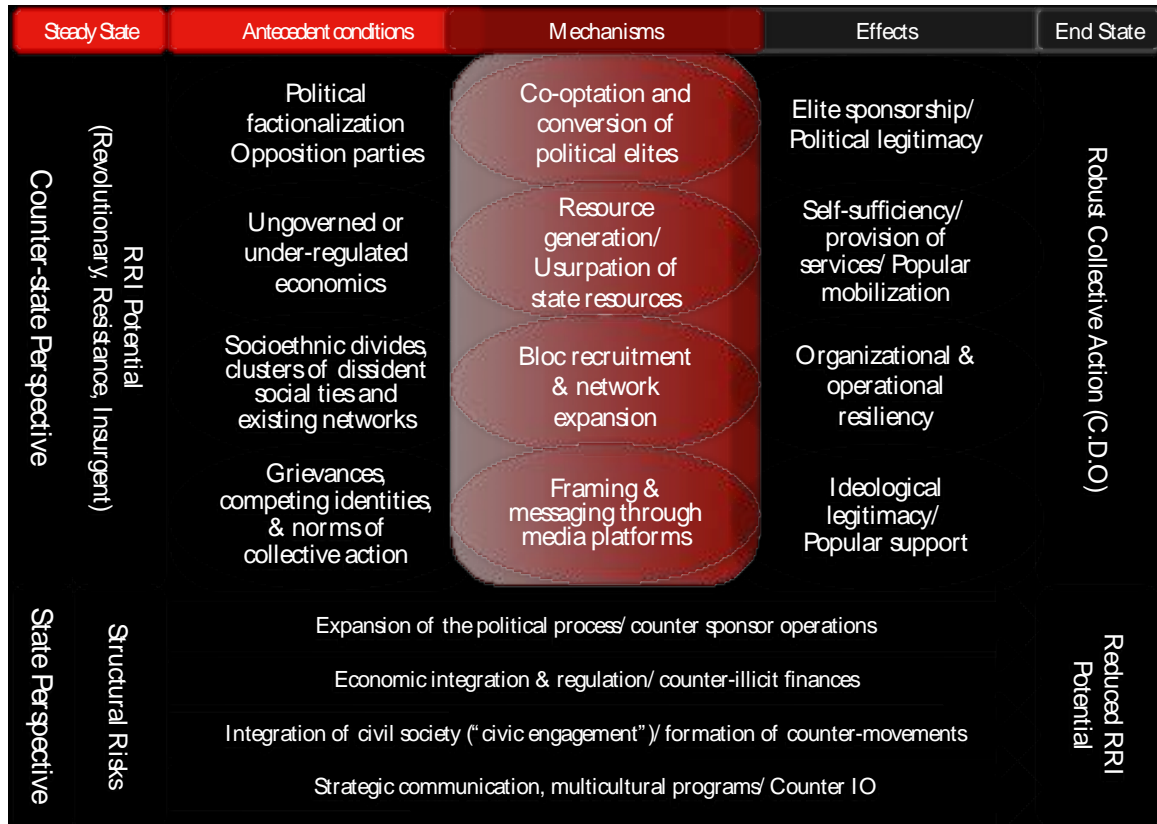 Steady State
Antecedent conditions
Mechanisms
Effects
End State
Counter-state Perspective
RRI Potential
(Revolutionary, Resistance, Insurgent)
Political
factionalization
Opposition parties
Co-optation and
conversion of
political elites
Elite sponsorship/
Political legitimacy
Ungoverned or
under-regulated
economics
Resource
generation/
Usurpation of
state resources
Self-sufficiency/
provision of
services/ Popular
mobilization
Socioethnic divides,
clusters of dissident
social ties and
existing networks
Bloc recruitment
& network
expansion
Organizational &
operational
resiliency
Grievances,
competing identities,
& norms of
collective action
Framing &
messaging through
media platforms
Ideological
legitimacy/
Popular support
Robust Collective Action (C.D.O)
State Perspective
Structural Risks
Expansion of the political process/ counter sponsor operations
Economic integration & regulation/ counter-illicit finances
Integration of civil society (“civic engagement”)/ formation of counter-movements
Strategic communication, multicultural programs/ Counter IO
Reduced RRI
Potential